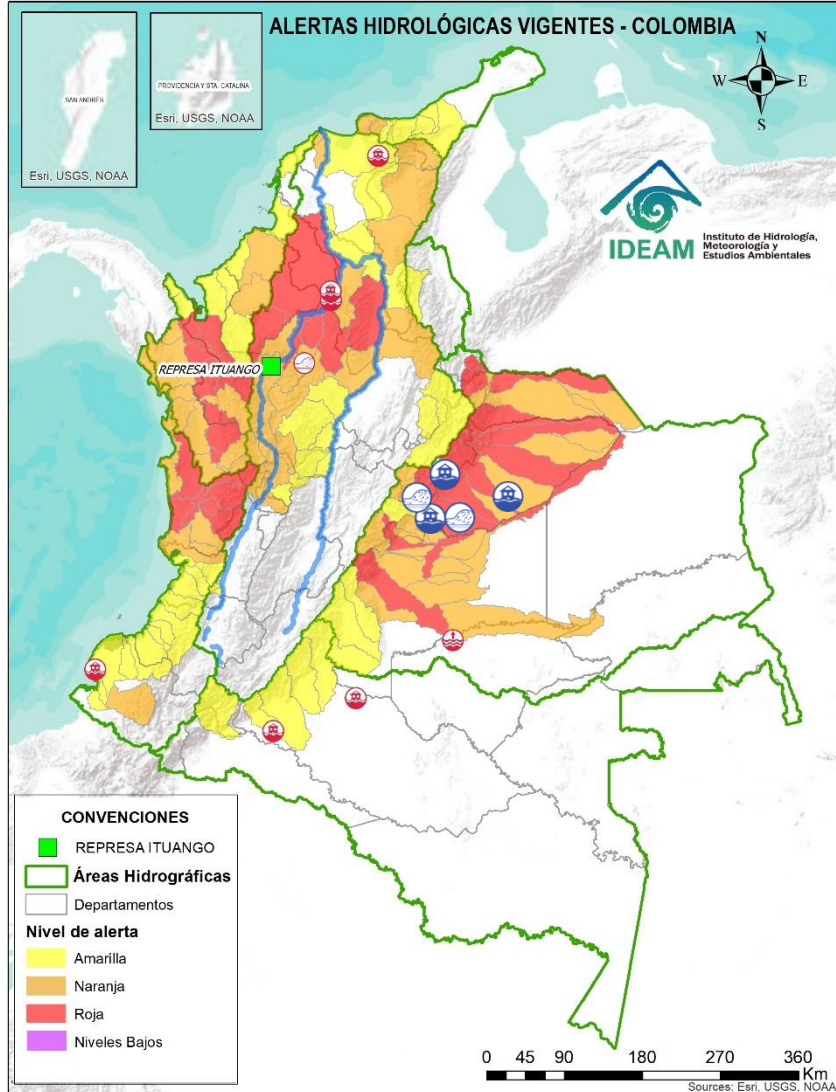 ALERTAS HIDROLÓGICAS VIGENTES - COLOMBIA
SAN ANDRÉS
Esri, USGS, NOAA
PROVIDENCIA Y STA. CATALINA
Esri, USGS, NOAA
N
W E
S
IDEAM
Instituto de Hidrología,
Meteorología y
Estudios Ambientales
REPRESA ITUANGO
CONVENCIONES
REPRESA ITUANGO
Áreas Hidrográficas
Departamentos
Nivel de alerta
Amarilla
Naranja
Roja
Niveles Bajos
0 45 90 180 270 360
Km
Sources: Esri, USGS, NOAA